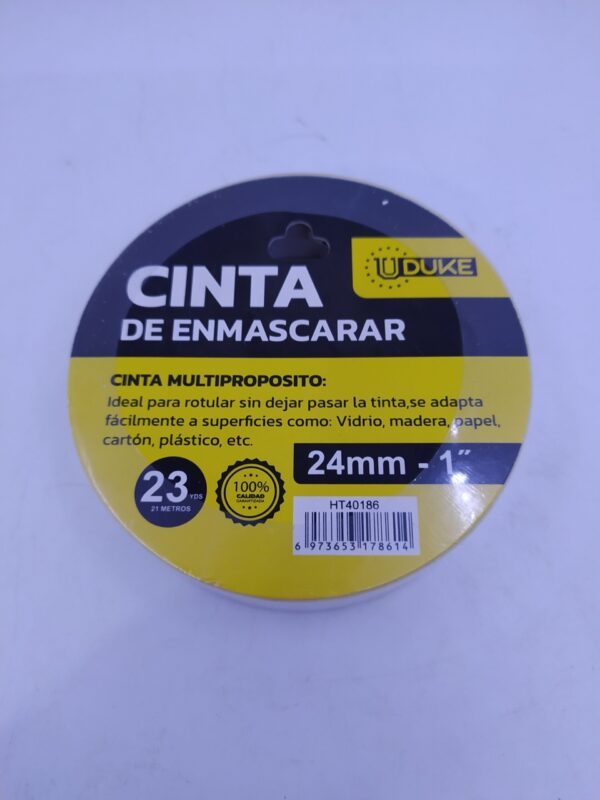 UDUKE
CINTA
DE ENMASCARAR
CINTA MULTIPROPOSITO:
Ideal para rotular sin dejar pasar la tinta,se adapta
fácilmente a superficies como: Vidrio, madera, papel,
cartón, plástico, etc.
24mm - 1"
23 YDS
21 METROS
100%
CALIDAD
GARANTIZADA
HT40186
6 973653 178614